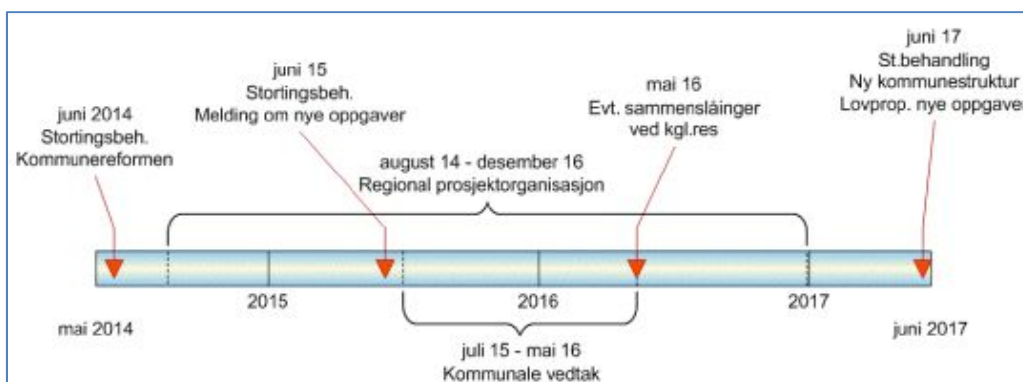 juni 2014
Stortingsbeh.
Kommunereformen
juni 15
Stortingsbeh.
Melding om nye oppgaver
mai 16
Evt. sammenslåinger
ved kgl.res
juni 17
St.behandling
Ny kommunestruktur
Lovprop. nye oppgaver
august 14 - desember 16
Regional prosjektorganisasjon
2015
2016
2017
mai 2014
juni 2017
juli 15 - mai 16
Kommunale vedtak